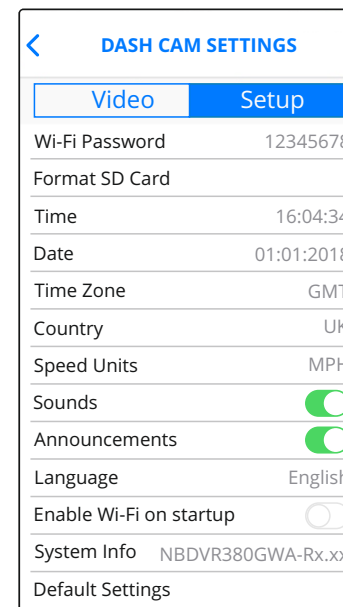 DASH CAM SETTINGS
Video Setup
Wi-Fi Password 12345678
Format SD Card
Time 16:04:34
Date 01:01:2018
Time Zone GMT
Country UK
Speed Units MPH
Sounds
Announcements
Language English
Enable Wi-Fi on startup
System Info NBDVR380GWA-Rx.xx
Default Settings